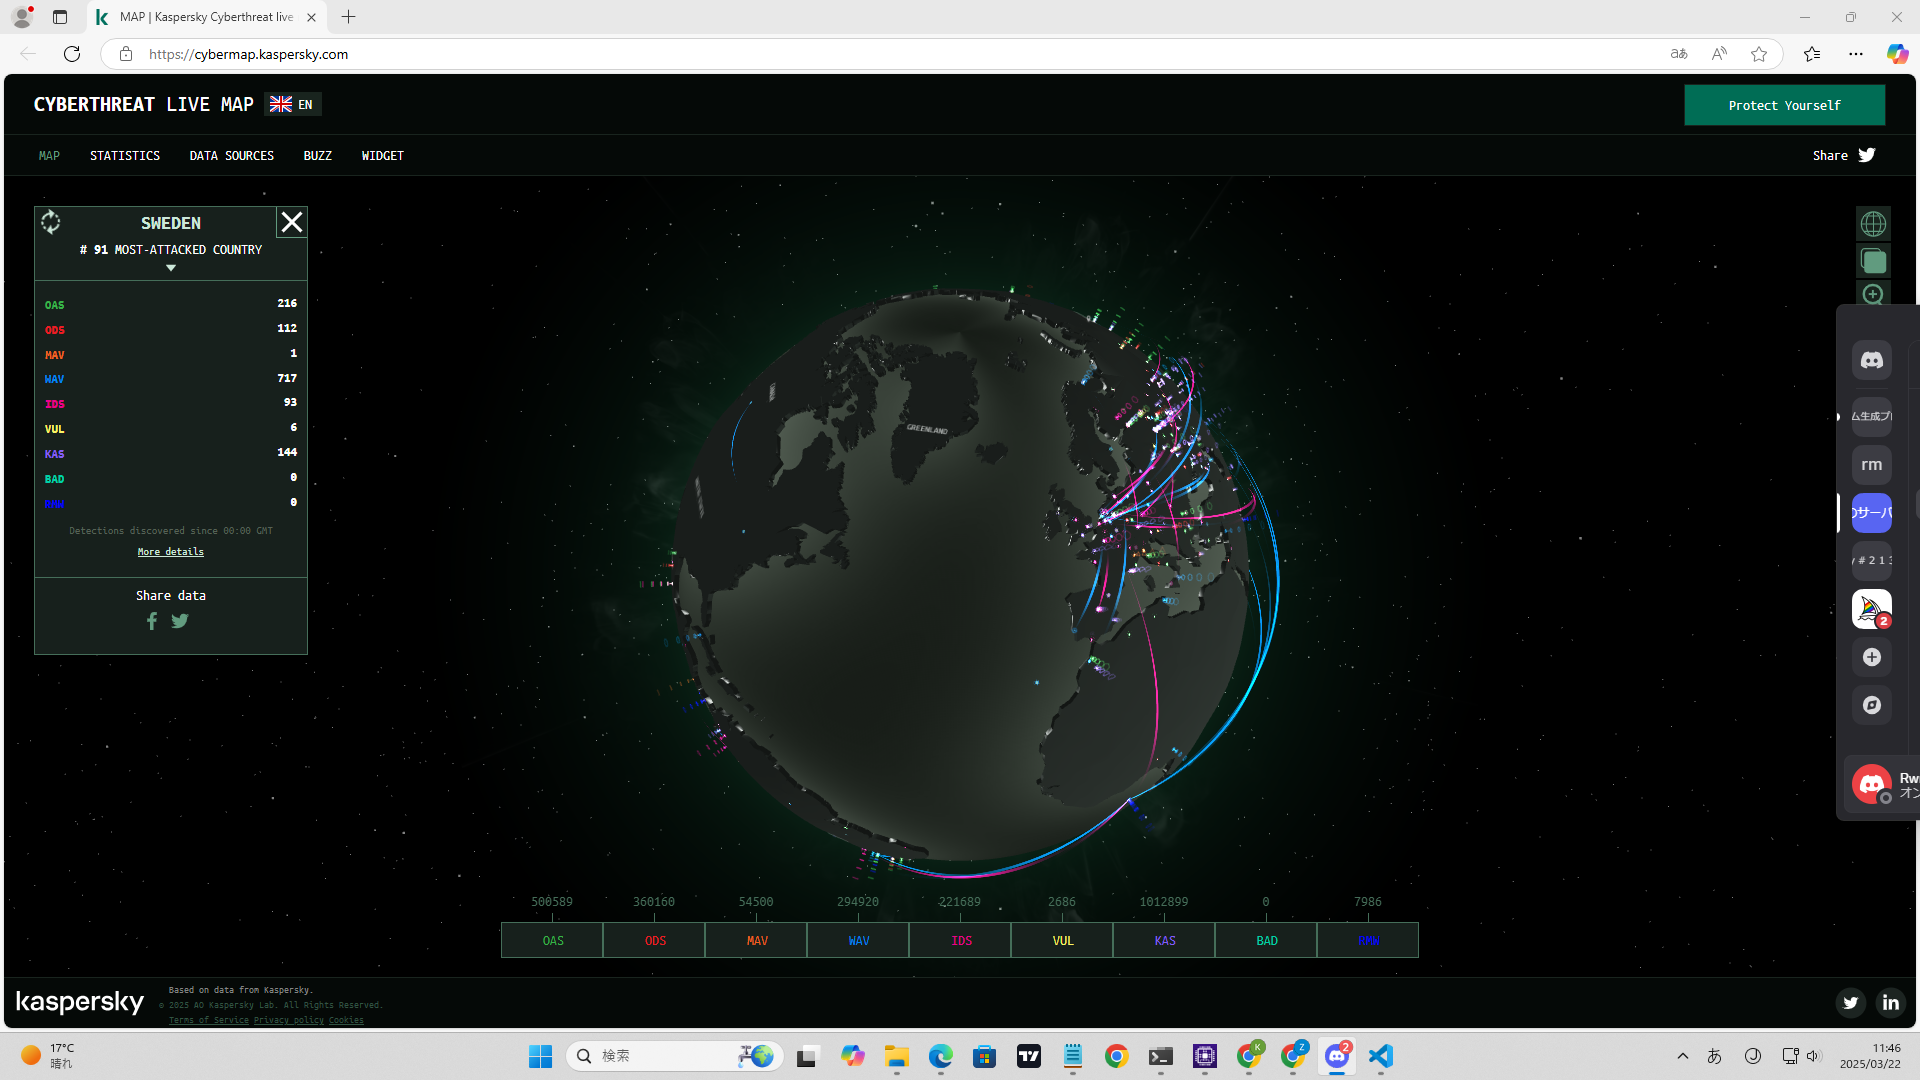 MAP | Kaspersky Cyberthreat live
https://cybermap.kaspersky.com
CYBERTHREAT LIVE MAP EN
Protect Yourself
MAP STATISTICS DATA SOURCES BUZZ WIDGET
Share
SWEDEN
# 91 MOST-ATTACKED COUNTRY
OAS 216
ODS 112
MAV 1
WAV 717
IDS 93
VUL 6
KAS 144
BAD 0
RMW 0
Detections discovered since 00:00 GMT
More details
Share data
GREENLAND
ム生成プ
rm
のサーバ
y # 2 1 3
2
Rw
オン
500589 360160 54500 294920 221689 2686 1012899 0 7986
OAS ODS MAV WAV IDS VUL KAS BAD RMW
kaspersky
Based on data from Kaspersky.
© 2025 AO Kaspersky Lab. All Rights Reserved.
Terms of Service Privacy policy Cookies
17°C
晴れ
検索
K
Z
2
あ
11:46
2025/03/22